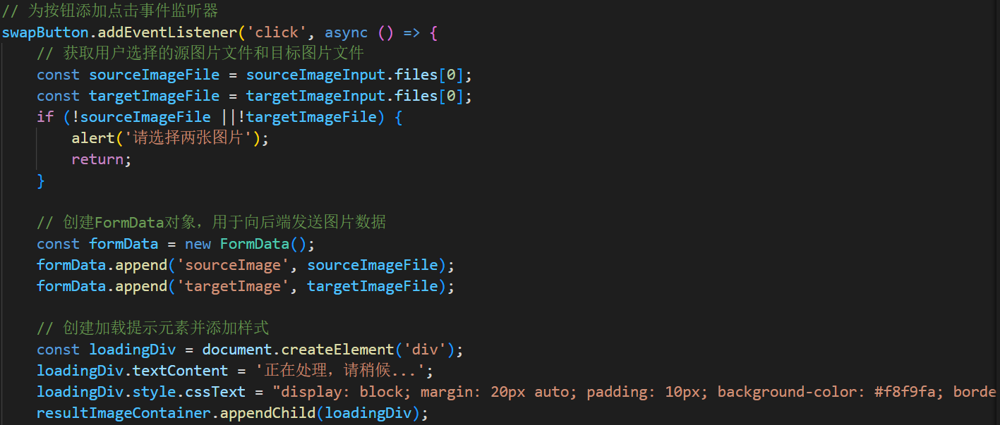 // 为按钮添加点击事件监听器
swapButton.addEventListener('click', async () => {
    // 获取用户选择的源图片文件和目标图片文件
    const sourceImageFile = sourceImageInput.files[0];
    const targetImageFile = targetImageInput.files[0];
    if (!sourceImageFile ||!targetImageFile) {
        alert('请选择两张图片');
        return;
    }
    // 创建FormData对象，用于向后端发送图片数据
    const formData = new FormData();
    formData.append('sourceImage', sourceImageFile);
    formData.append('targetImage', targetImageFile);
    // 创建加载提示元素并添加样式
    const loadingDiv = document.createElement('div');
    loadingDiv.textContent = '正在处理，请稍候...';
    loadingDiv.style.cssText = "display: block; margin: 20px auto; padding: 10px; background-color: #f8f9fa; borde
    resultImageContainer.appendChild(loadingDiv);